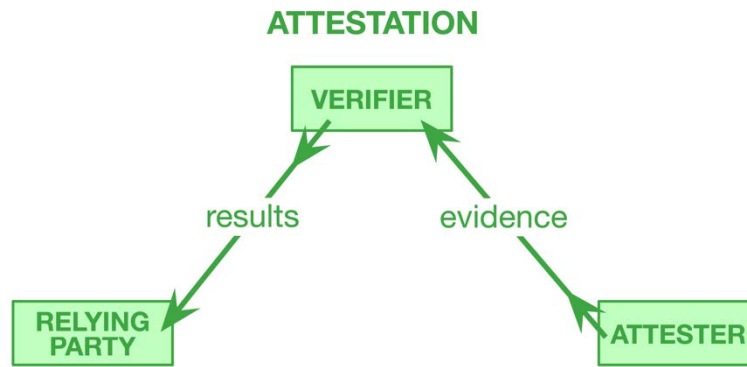 ATTESTATION
VERIFIER
results
evidence
RELYING
PARTY
ATTESTER